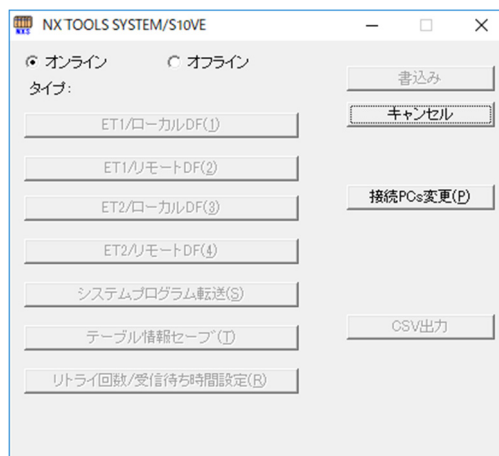 NX TOOLS SYSTEM/S10VE
オンライン オフライン
タイプ:
ET1/ローカルDF(1)
ET1/リモートDF(2)
ET2/ローカルDF(3)
ET2/リモートDF(4)
システムプログラム転送(S)
テーブル情報セーブ(T)
リトライ回数/受信待ち時間設定(R)
書込み
キャンセル
接続PCs変更(P)
CSV出力